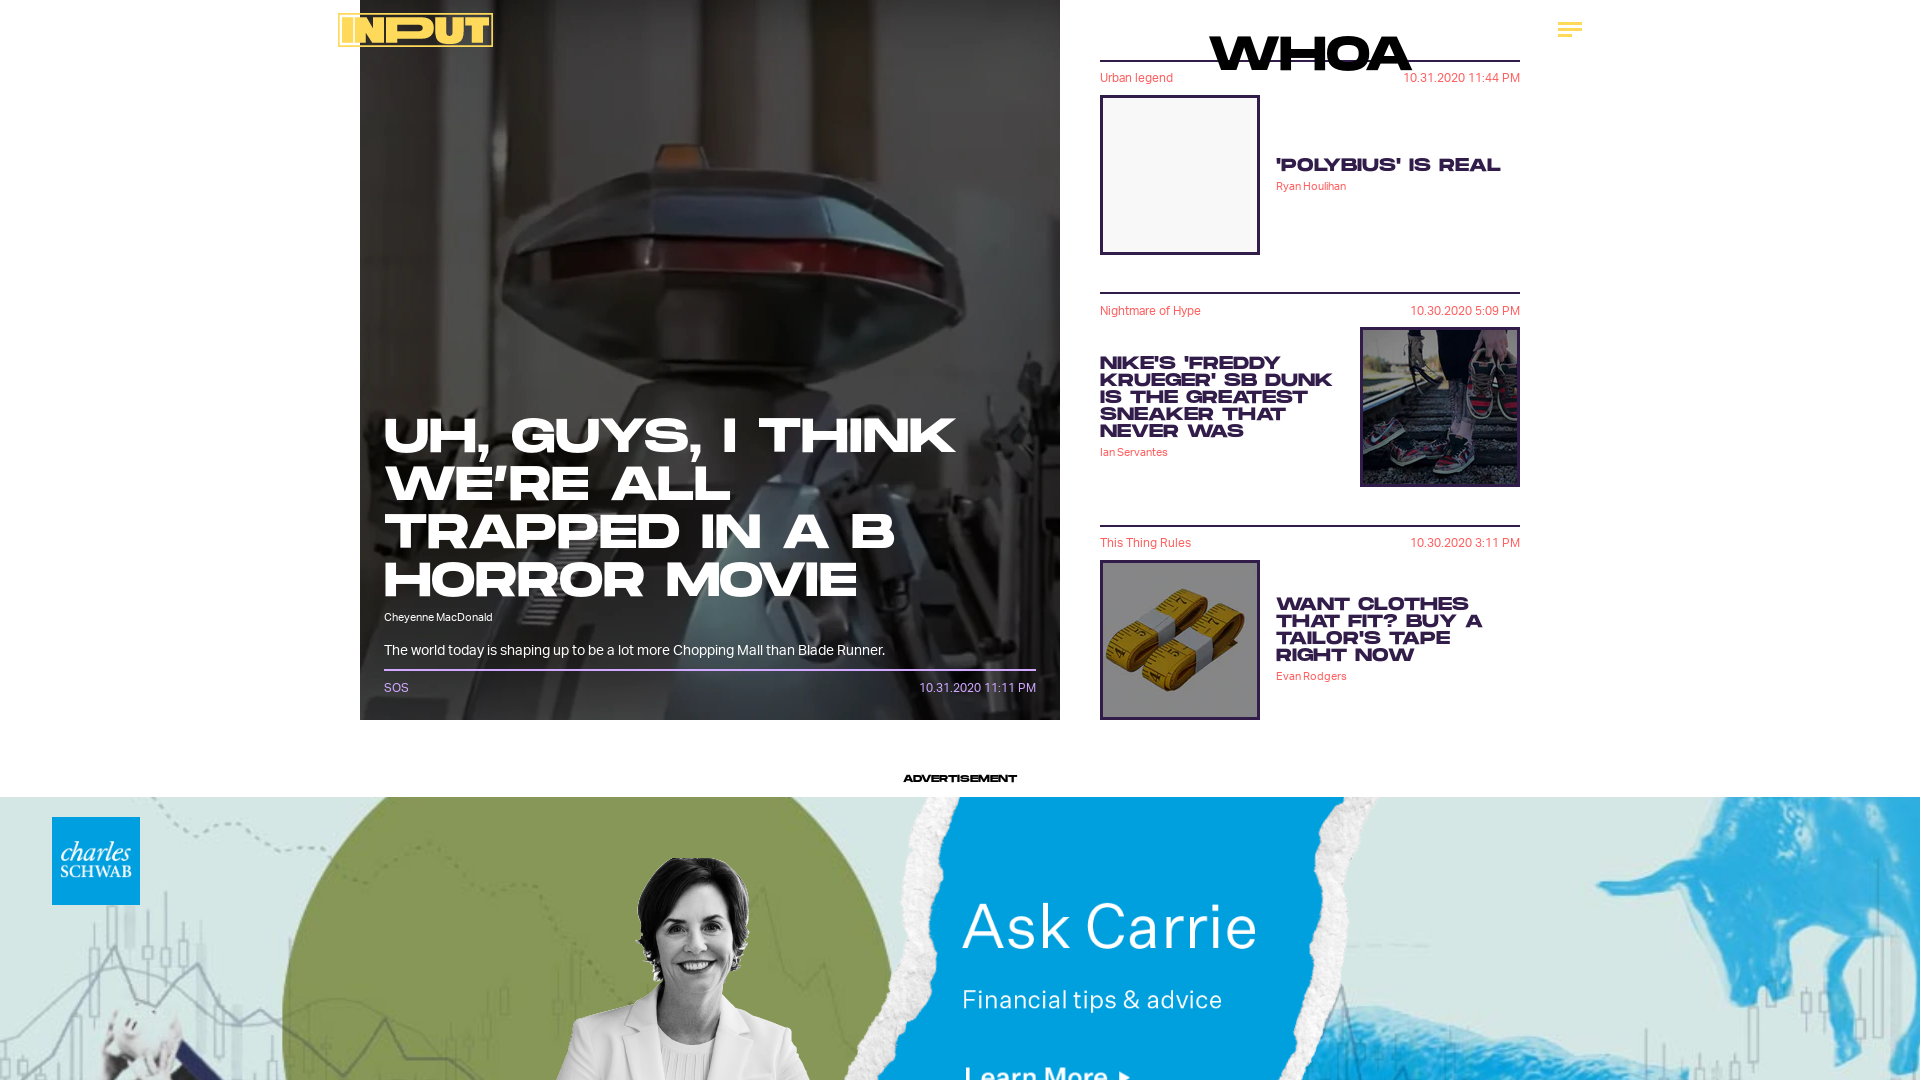 INPUT
UH, GUYS, I THINK
WE'RE ALL
TRAPPED IN A B
HORROR MOVIE
Cheyenne MacDonald
The world today is shaping up to be a lot more Chopping Mall than Blade Runner.
SOS
10.31.2020 11:11 PM
WHOA
Urban legend
10.31.2020 11:44 PM
'POLYBIUS' IS REAL
Ryan Houlihan
Nightmare of Hype
10.30.2020 5:09 PM
NIKE'S 'FREDDY
KRUEGER' SB DUNK
IS THE GREATEST
SNEAKER THAT
NEVER WAS
Ian Servantes
This Thing Rules
10.30.2020 3:11 PM
WANT CLOTHES
THAT FIT? BUY A
TAILOR'S TAPE
RIGHT NOW
Evan Rodgers
ADVERTISEMENT
charles
SCHWAB
Ask Carrie
Financial tips & advice
Learn More